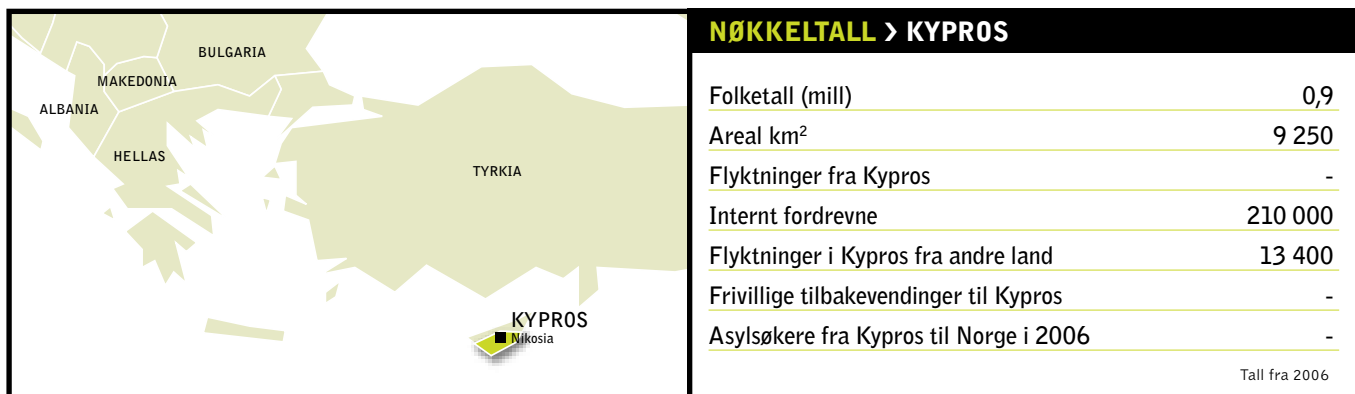 BULGARIA
MAKEDONIA
ALBANIA
HELLAS
TYRKIA
KYPROS
Nikosia
NØKKELTALL > KYPROS
Folketall (mill) 0,9
Areal km² 9 250
Flyktninger fra Kypros -
Internt fordrevne 210 000
Flyktninger i Kypros fra andre land 13 400
Frivillige tilbakevendinger til Kypros -
Asylsøkere fra Kypros til Norge i 2006 -
Tall fra 2006